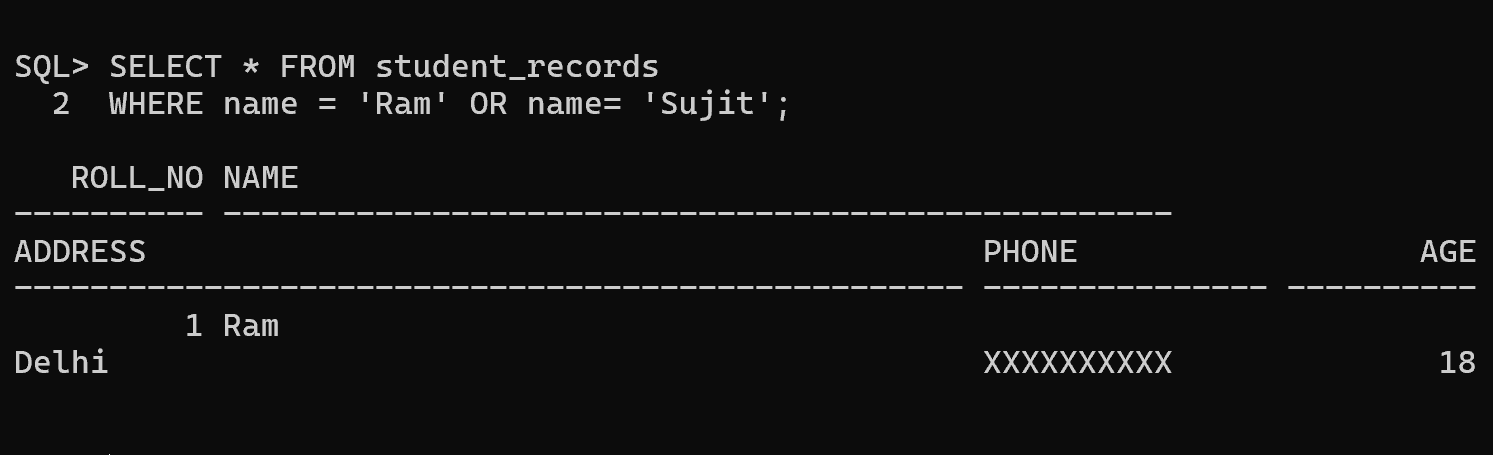 SQL> SELECT * FROM student_records
  2  WHERE name = 'Ram' OR name= 'Sujit';
   ROLL_NO NAME
---------- --------------------------------------------------
ADDRESS                                            PHONE                  AGE
-------------------------------------------------- --------------- ----------
         1 Ram
Delhi                                              XXXXXXXXXX              18